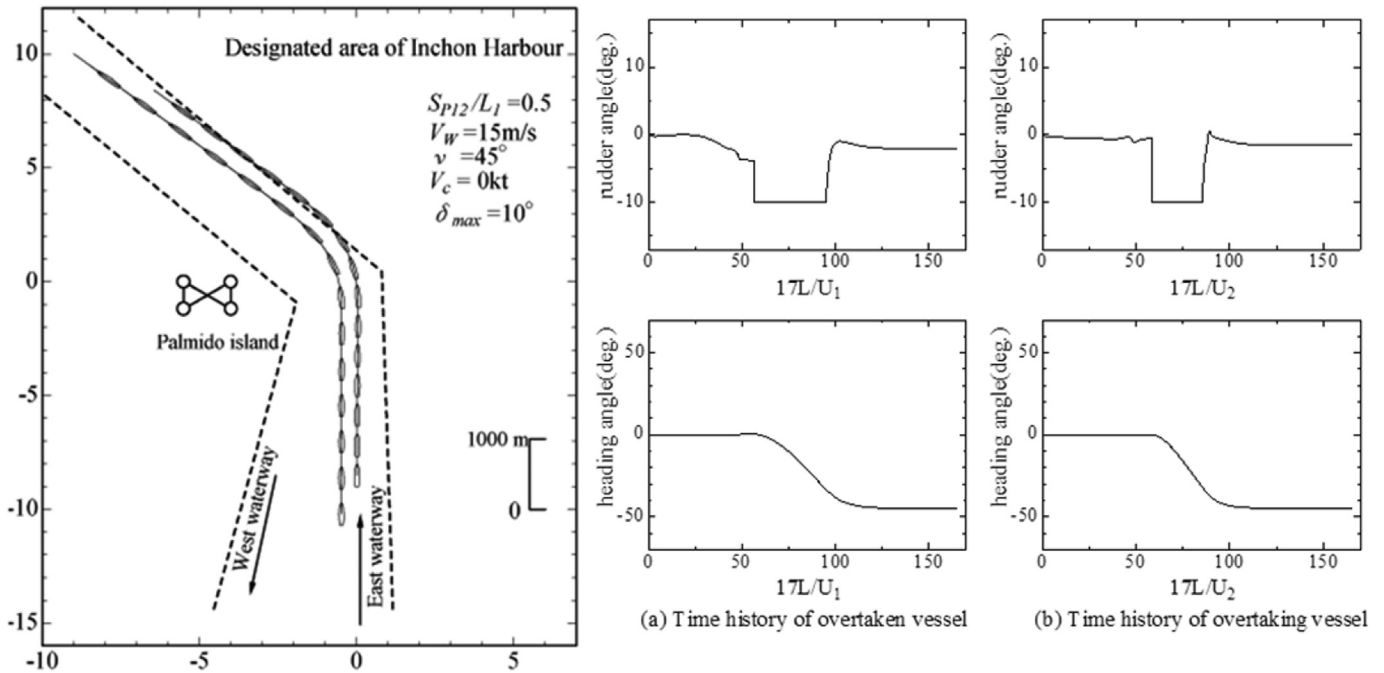 Designated area of Inchon Harbour
S_P12/L_1 =0.5
V_W =15m/s
ν =45°
V_c =0kt
δ_max =10°
10
5
0
-5
-10
-15
-10
-5
0
5
Palmido island
1000 m
0
West waterway
East waterway
rudder angle(deg.)
10
0
-10
0
50
100
150
17L/U_1
heading angle(deg.)
50
0
-50
0
50
100
150
17L/U_1
(a) Time history of overtaken vessel
rudder angle(deg.)
10
0
-10
0
50
100
150
17L/U_2
heading angle(deg.)
50
0
-50
0
50
100
150
17L/U_2
(b) Time history of overtaking vessel